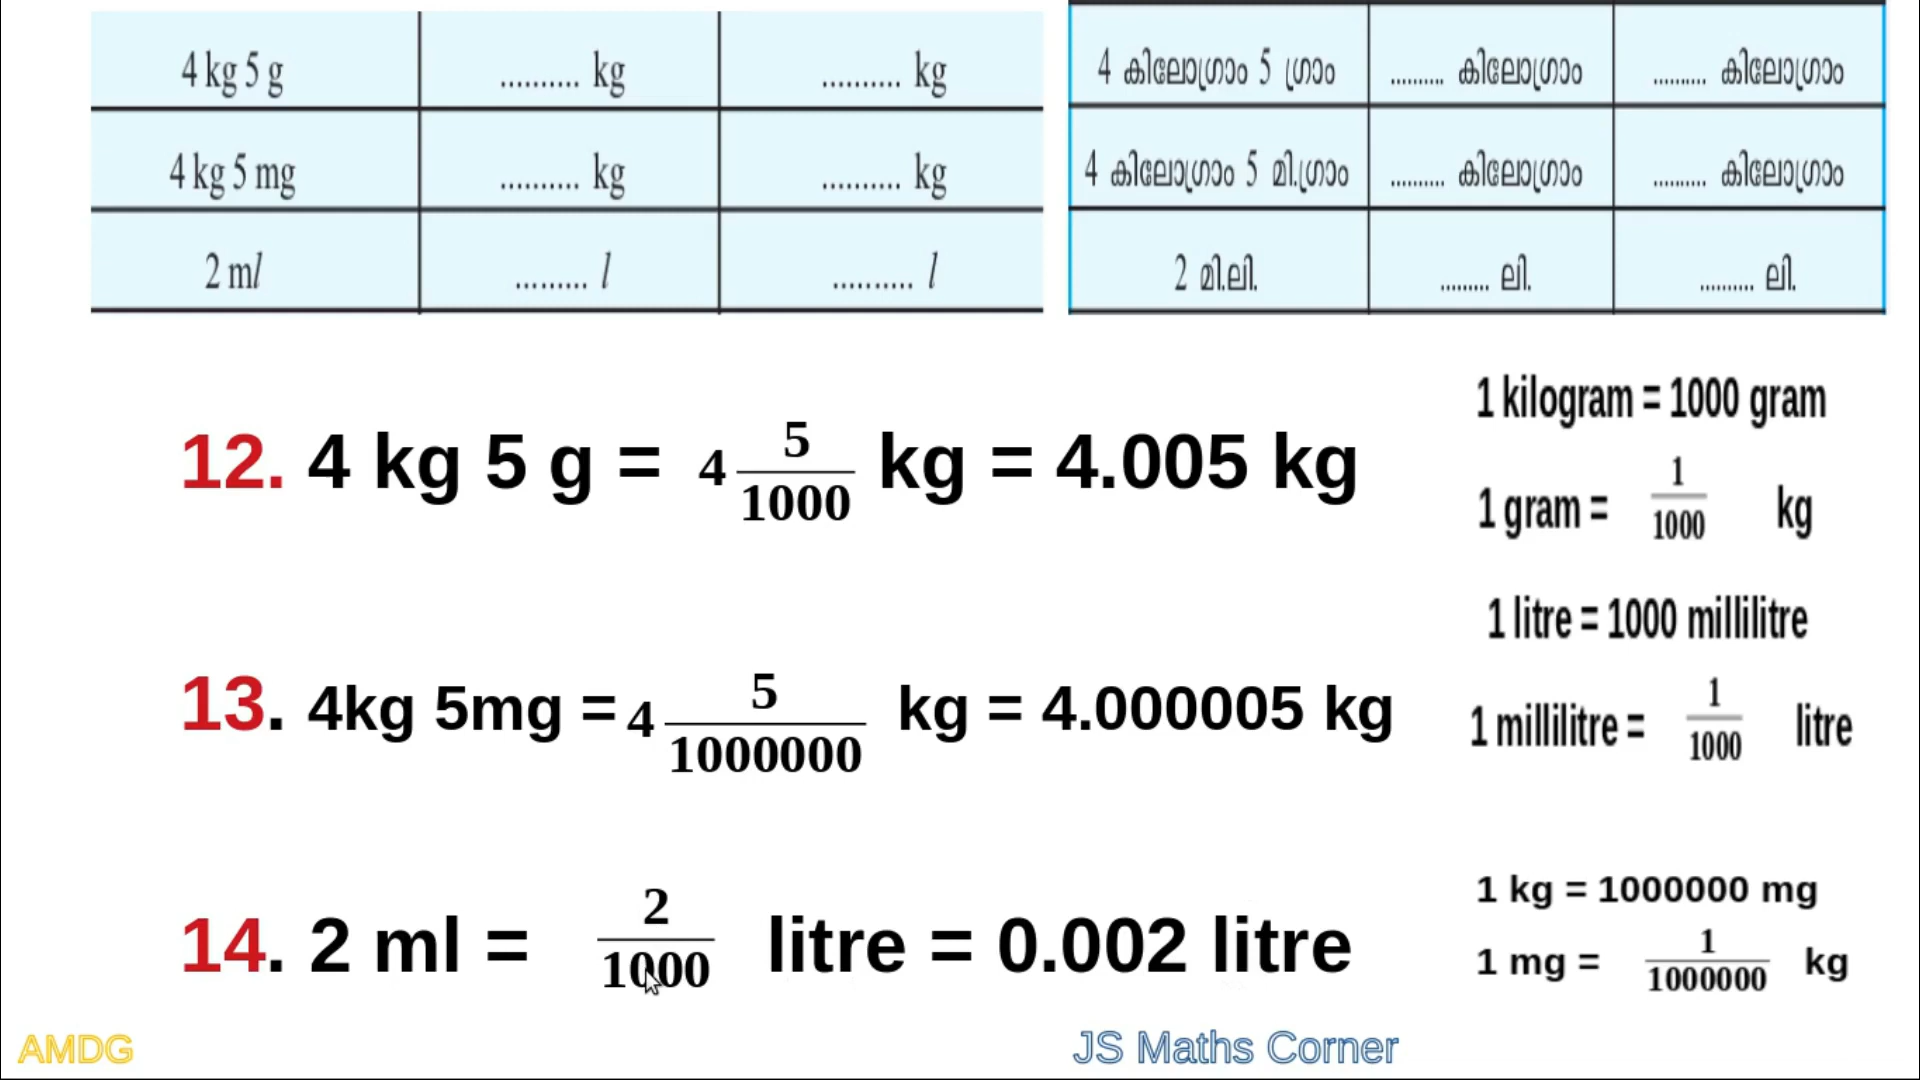 4 kg 5 g .......... kg .......... kg
4 kg 5 mg .......... kg .......... kg
2 ml ......... l .......... l
4 കിലോഗ്രാം 5 ഗ്രാം ......... കിലോഗ്രാം ......... കിലോഗ്രാം
4 കിലോഗ്രാം 5 മി.ഗ്രാം ......... കിലോഗ്രാം ......... കിലോഗ്രാം
2 മി.ലി. ......... ലി. ......... ലി.
12. 4 kg 5 g = 4 5/1000 kg = 4.005 kg
13. 4kg 5mg = 4 5/1000000 kg = 4.000005 kg
14. 2 ml = 2/1000 litre = 0.002 litre
1 kilogram = 1000 gram
1 gram = 1/1000 kg
1 litre = 1000 millilitre
1 millilitre = 1/1000 litre
1 kg = 1000000 mg
1 mg = 1/1000000 kg
AMDG
JS Maths Corner